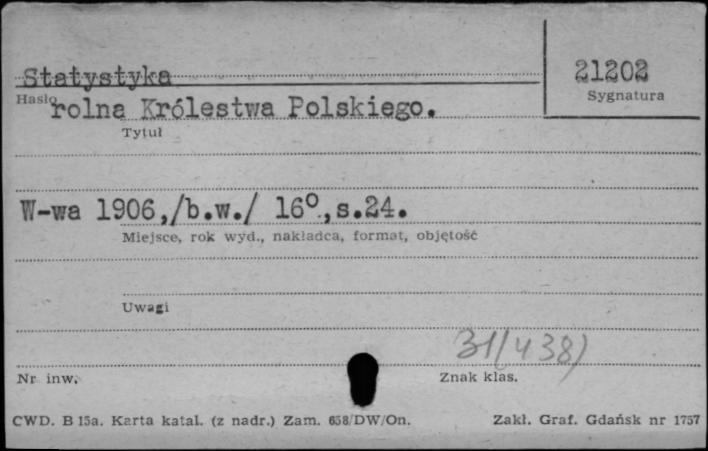 Statystyka
21202
Hasło
Sygnatura
rolna Królestwa Polskiego.
Tytuł
W-wa 1906,/b.w./ 16°,s.24.
Miejsce, rok wyd., nakładca, format, objętość
Uwagi
31(438)
Nr inw.
Znak klas.
CWD. B 15a. Karta katal. (z nadr.) Zam. 658/DW/On.
Zakł. Graf. Gdańsk nr 1757